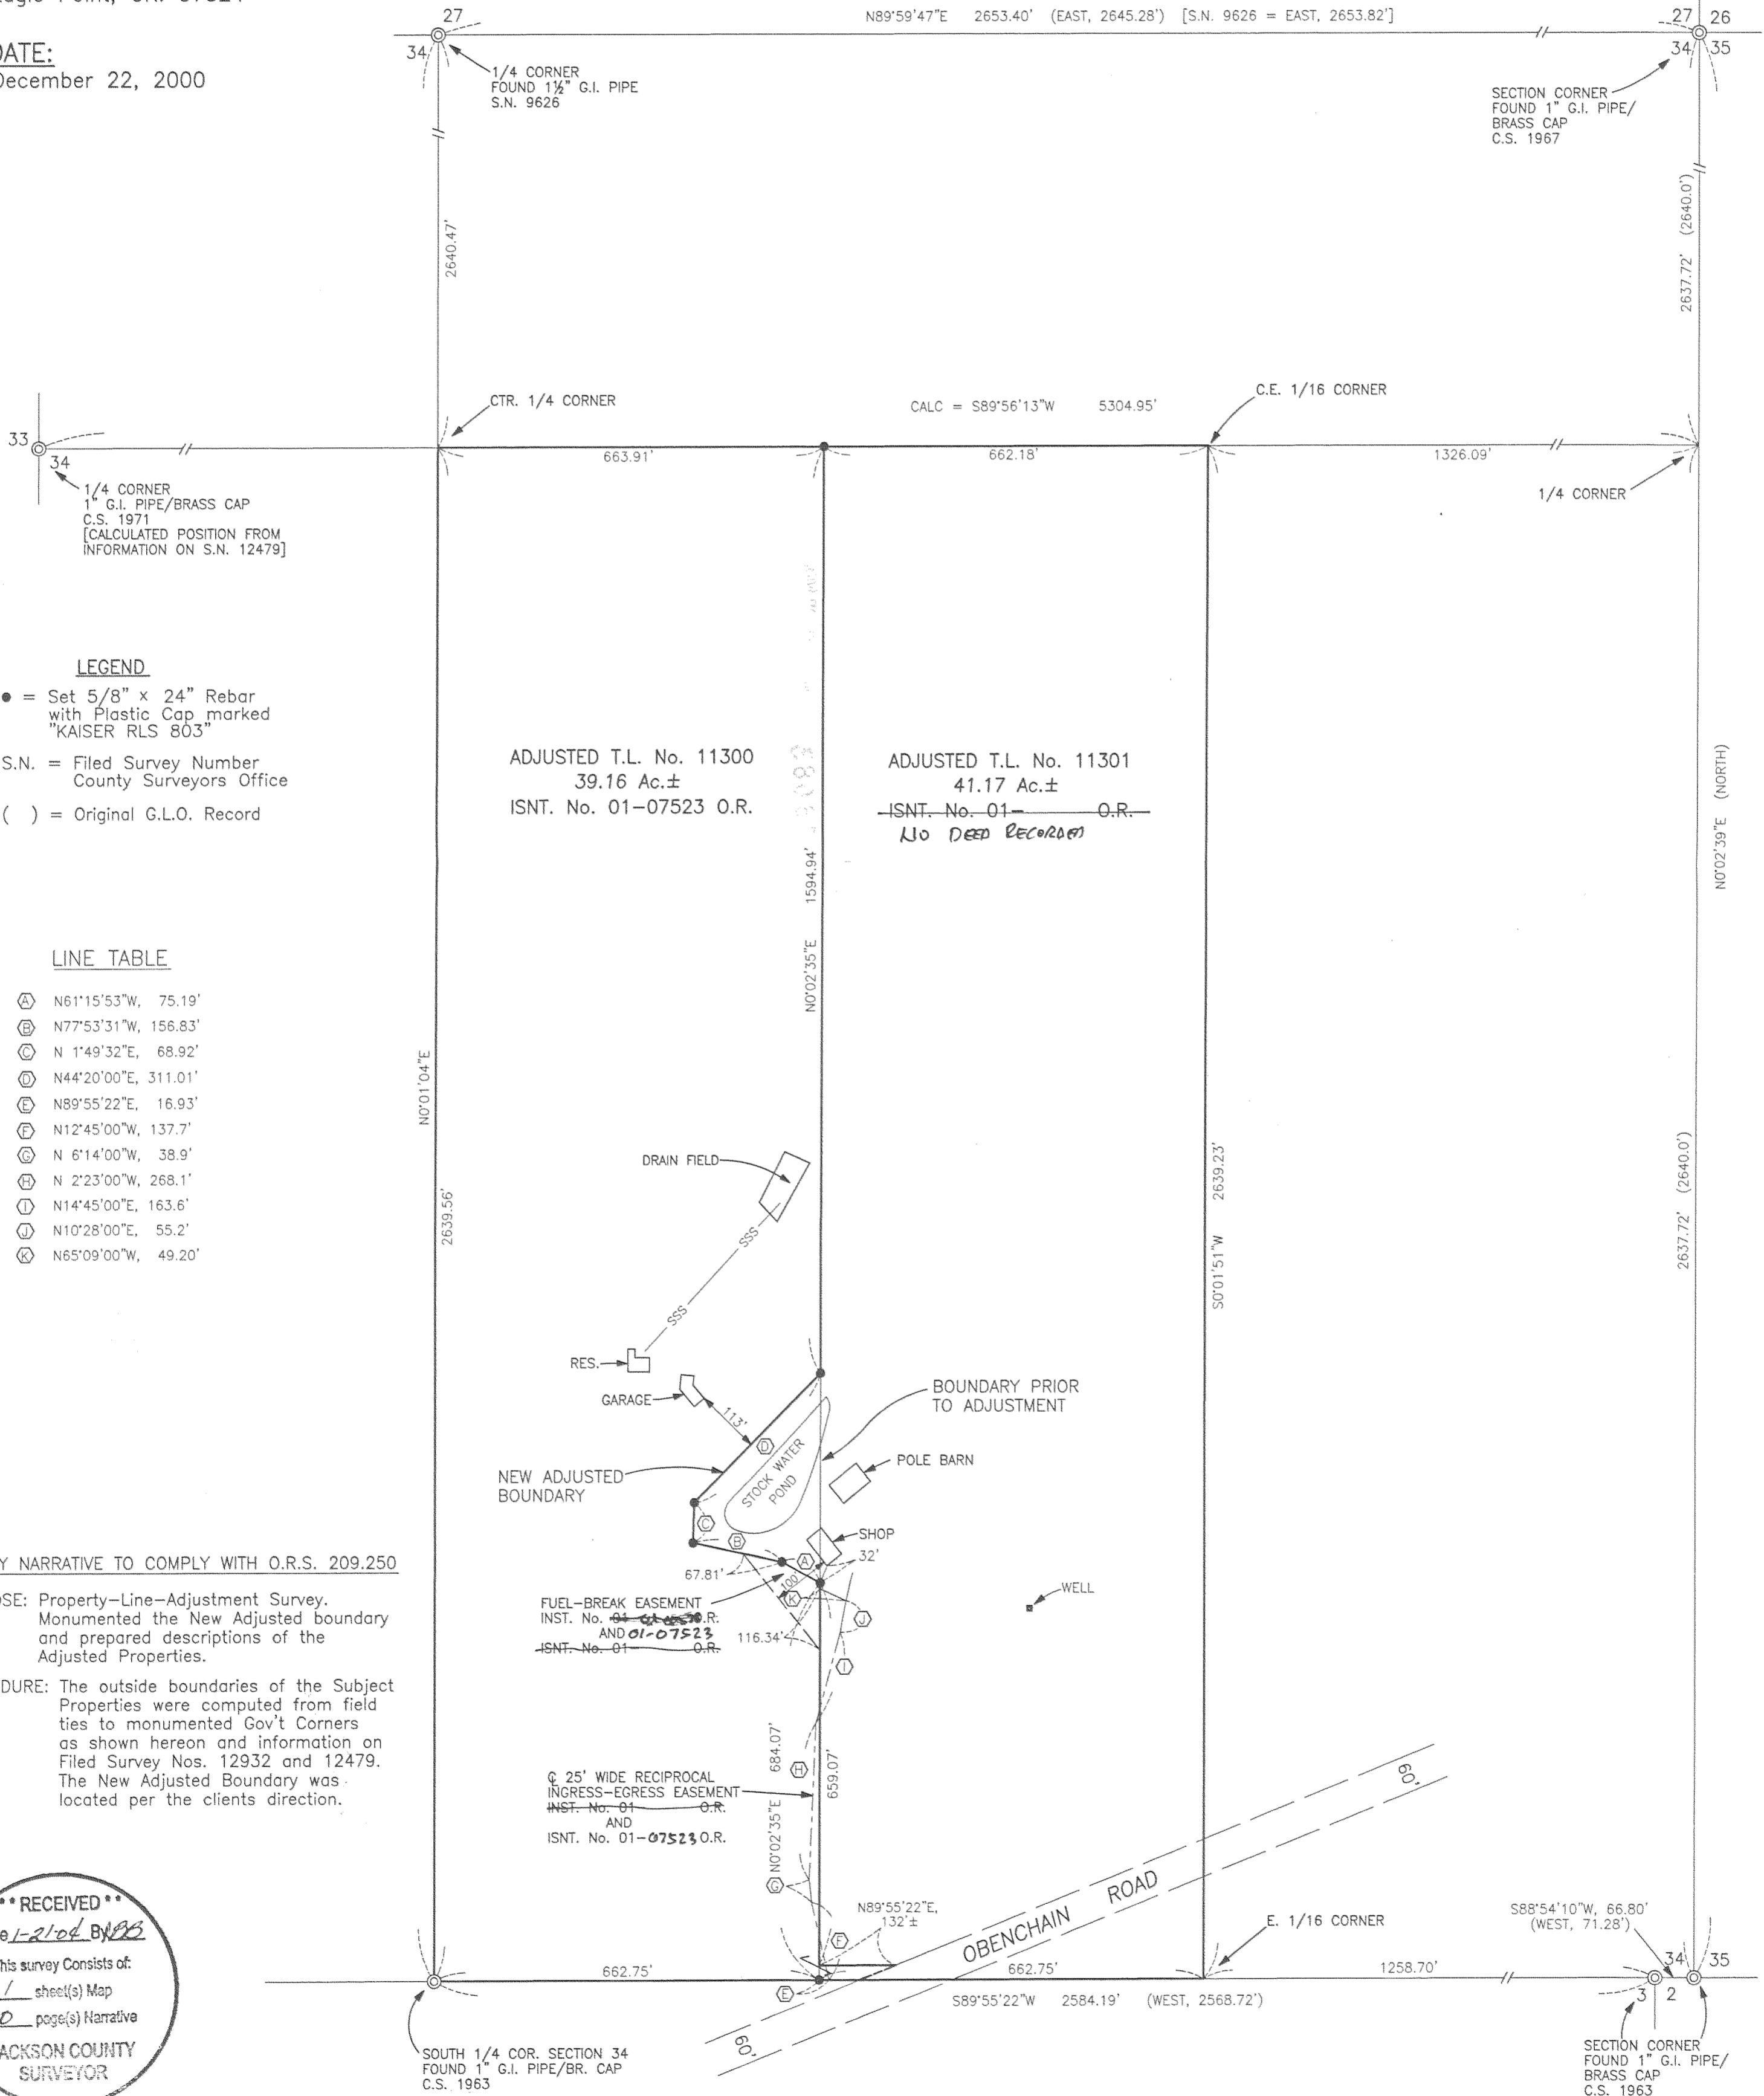 DATE:
December 22, 2000
27
N89°59'47"E 2653.40' (EAST, 2645.28') [S.N. 9626 = EAST, 2653.82']
27 26
34
34 35
1/4 CORNER
FOUND 1½" G.I. PIPE
S.N. 9626
SECTION CORNER
FOUND 1" G.I. PIPE/
BRASS CAP
C.S. 1967
2640.47'
2637.72' (2640.0')
CTR. 1/4 CORNER
CALC = S89°56'13"W 5304.95'
C.E. 1/16 CORNER
33
34
663.91'
662.18'
1326.09'
1/4 CORNER
1/4 CORNER
1" G.I. PIPE/BRASS CAP
C.S. 1971
[CALCULATED POSITION FROM
INFORMATION ON S.N. 12479]
LEGEND
● = Set 5/8" x 24" Rebar
with Plastic Cap marked
"KAISER RLS 803"
S.N. = Filed Survey Number
County Surveyors Office
( ) = Original G.L.O. Record
ADJUSTED T.L. No. 11300
39.16 Ac.±
ISNT. No. 01-07523 O.R.
ADJUSTED T.L. No. 11301
41.17 Ac.±
ISNT. No. 01- O.R.
NO DEED RECORDED
N0°02'39"E (NORTH)
N0°02'35"E 1594.94'
LINE TABLE
A N61°15'53"W, 75.19'
B N77°53'31"W, 156.83'
C N 1°49'32"E, 68.92'
D N44°20'00"E, 311.01'
E N89°55'22"E, 16.93'
F N12°45'00"W, 137.7'
G N 6°14'00"W, 38.9'
H N 2°23'00"W, 268.1'
I N14°45'00"E, 163.6'
J N10°28'00"E, 55.2'
K N65°09'00"W, 49.20'
N0°01'04"E
2639.56'
S0°01'51"W 2639.23'
2637.72' (2640.0')
DRAIN FIELD
SSS
SSS
RES.
GARAGE
113'
D
BOUNDARY PRIOR
TO ADJUSTMENT
STOCK WATER
POND
POLE BARN
NEW ADJUSTED
BOUNDARY
C
B
SHOP
A
32'
67.81'
100'
K
WELL
FUEL-BREAK EASEMENT
INST. No. 01 O.R.
AND 01-07523
ISNT. No. 01- O.R.
J
116.34'
I
Y NARRATIVE TO COMPLY WITH O.R.S. 209.250
SE: Property-Line-Adjustment Survey.
Monumented the New Adjusted boundary
and prepared descriptions of the
Adjusted Properties.
DURE: The outside boundaries of the Subject
Properties were computed from field
ties to monumented Gov't Corners
as shown hereon and information on
Filed Survey Nos. 12932 and 12479.
The New Adjusted Boundary was
located per the clients direction.
N0°02'35"E 684.07'
H
659.07'
℄ 25' WIDE RECIPROCAL
INGRESS-EGRESS EASEMENT
INST. No. 01 O.R.
AND
ISNT. No. 01-07523 O.R.
60'
G
N89°55'22"E,
132'±
F
OBENCHAIN ROAD
E. 1/16 CORNER
S88°54'10"W, 66.80'
(WEST, 71.28')
662.75'
662.75'
1258.70'
34 35
3 2
E
S89°55'22"W 2584.19' (WEST, 2568.72')
60'
SOUTH 1/4 COR. SECTION 34
FOUND 1" G.I. PIPE/BR. CAP
C.S. 1963
SECTION CORNER
FOUND 1" G.I. PIPE/
BRASS CAP
C.S. 1963
* * RECEIVED * *
e 1-21-04 By
his survey Consists of:
1 sheet(s) Map
0 page(s) Narrative
ACKSON COUNTY
SURVEYOR